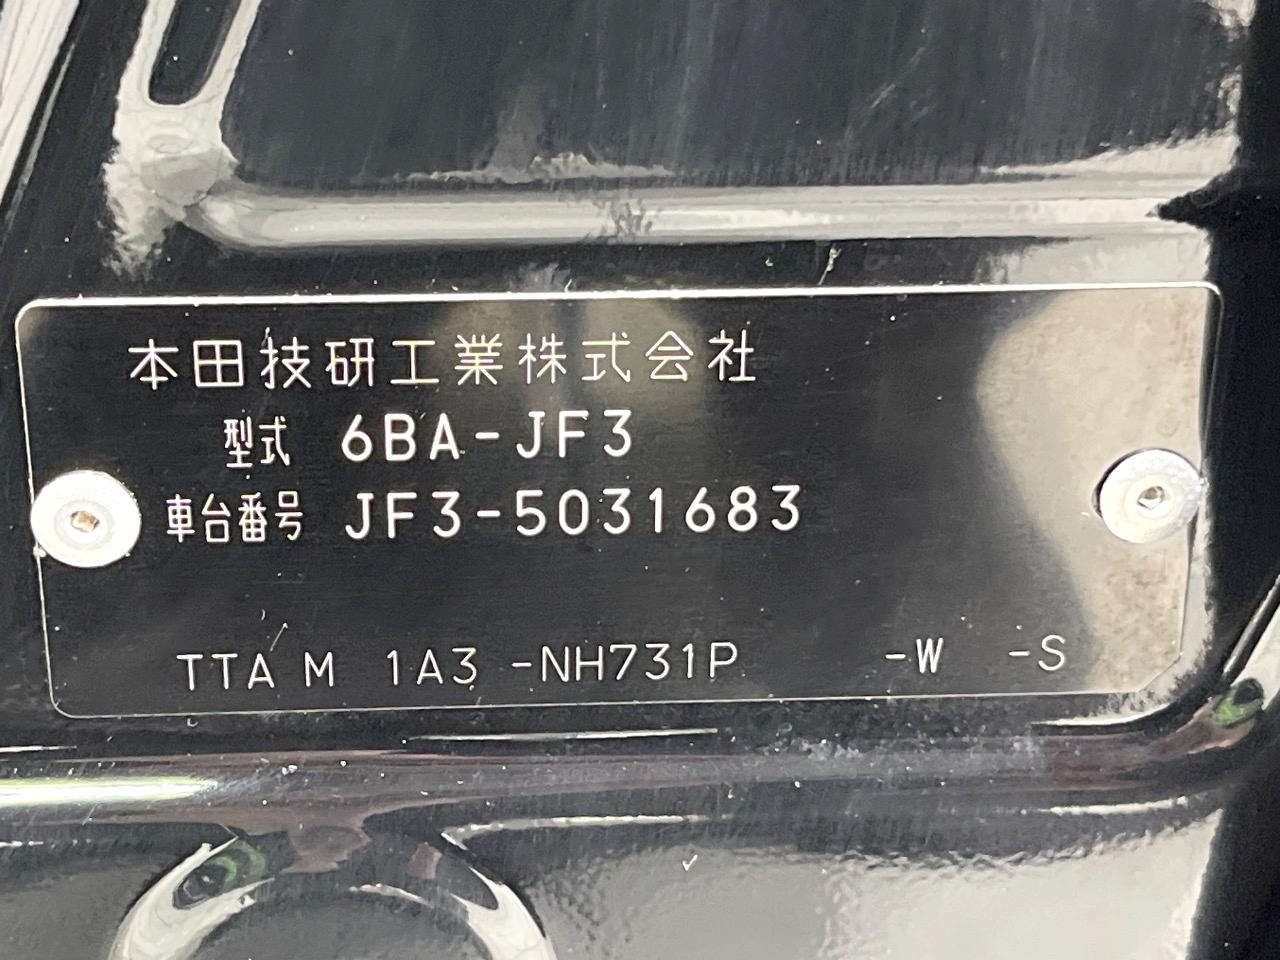 本田技研工業株式会社
型式 6BA-JF3
車台番号 JF3-5031683
TTA M 1A3 -NH731P -W -S